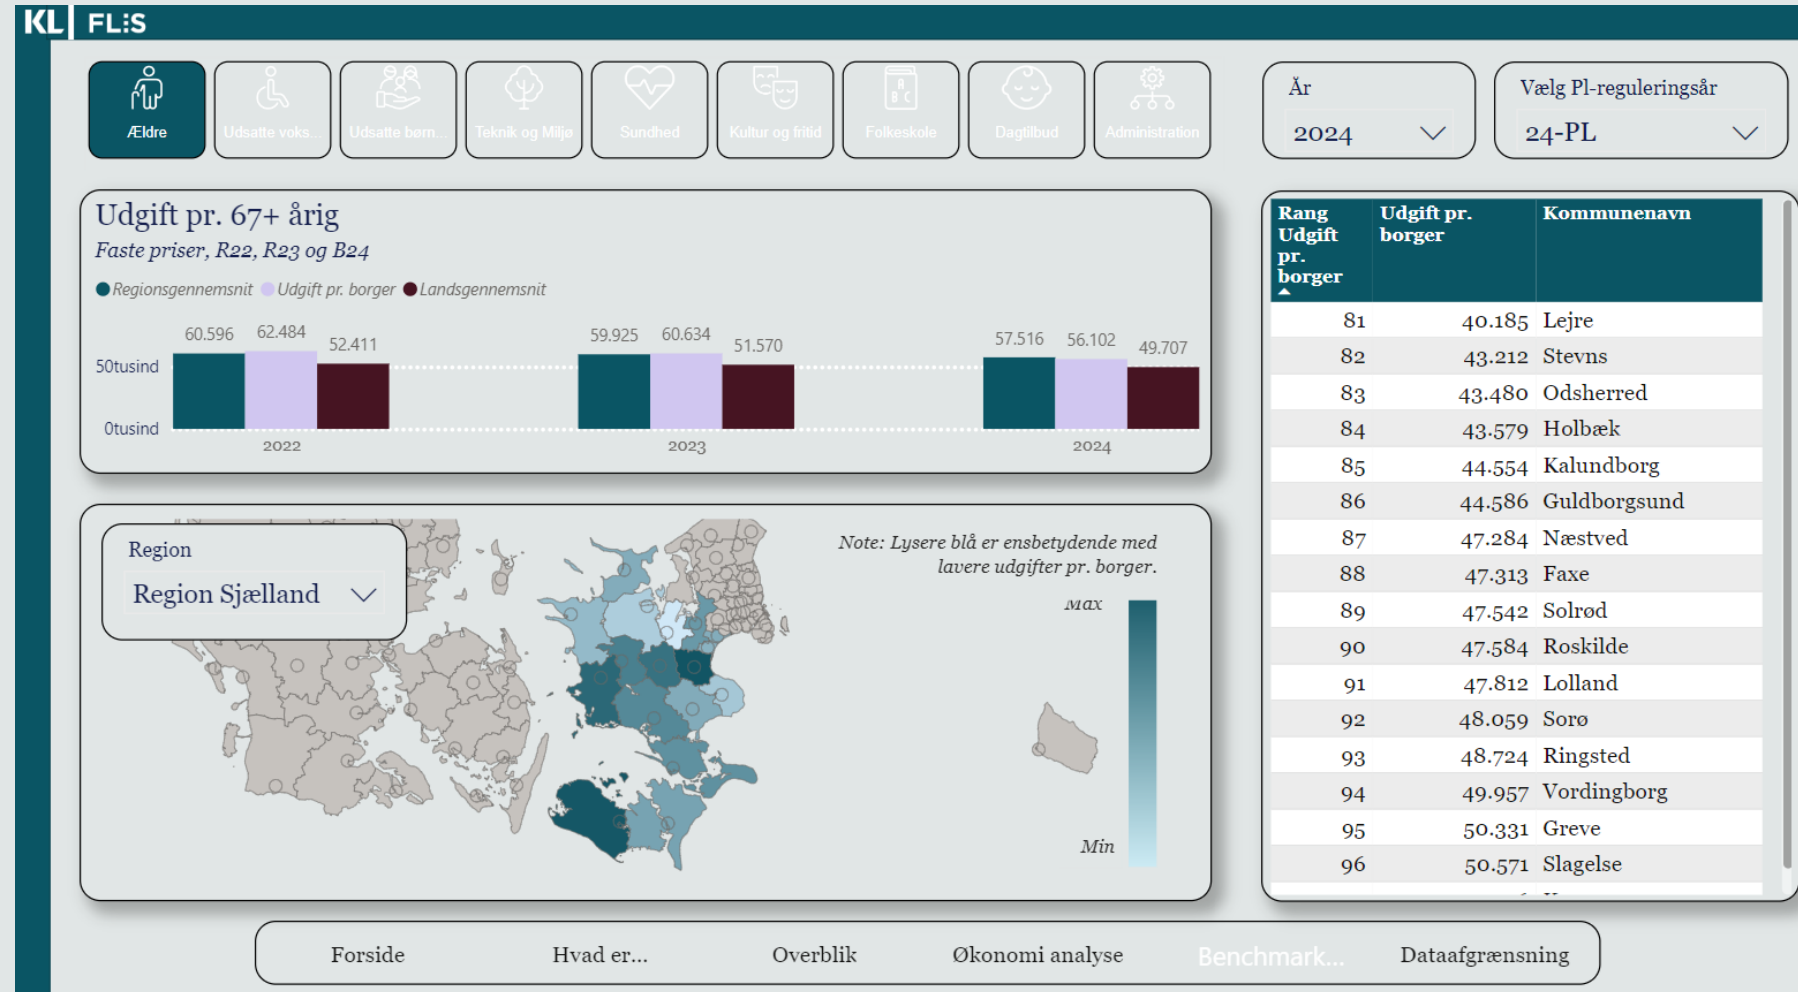 KL FL:S
Ældre
Udsatte voks...
Udsatte børn...
Teknik og Miljø
Sundhed
Kultur og fritid
Folkeskole
Dagtilbud
Administration
År
2024
Vælg Pl-reguleringsår
24-PL
Udgift pr. 67+ årig
Faste priser, R22, R23 og B24
Regionsgennemsnit Udgift pr. borger Landsgennemsnit
60.596 62.484 52.411 59.925 60.634 51.570 57.516 56.102 49.707
50tusind
0tusind
2022 2023 2024
Region
Region Sjælland
Note: Lysere blå er ensbetydende med
lavere udgifter pr. borger.
Max
Min
Rang Udgift pr. Kommunenavn
Udgift borger
pr.
borger
81 40.185 Lejre
82 43.212 Stevns
83 43.480 Odsherred
84 43.579 Holbæk
85 44.554 Kalundborg
86 44.586 Guldborgsund
87 47.284 Næstved
88 47.313 Faxe
89 47.542 Solrød
90 47.584 Roskilde
91 47.812 Lolland
92 48.059 Sorø
93 48.724 Ringsted
94 49.957 Vordingborg
95 50.331 Greve
96 50.571 Slagelse
Forside
Hvad er...
Overblik
Økonomi analyse
Benchmark...
Dataafgrænsning